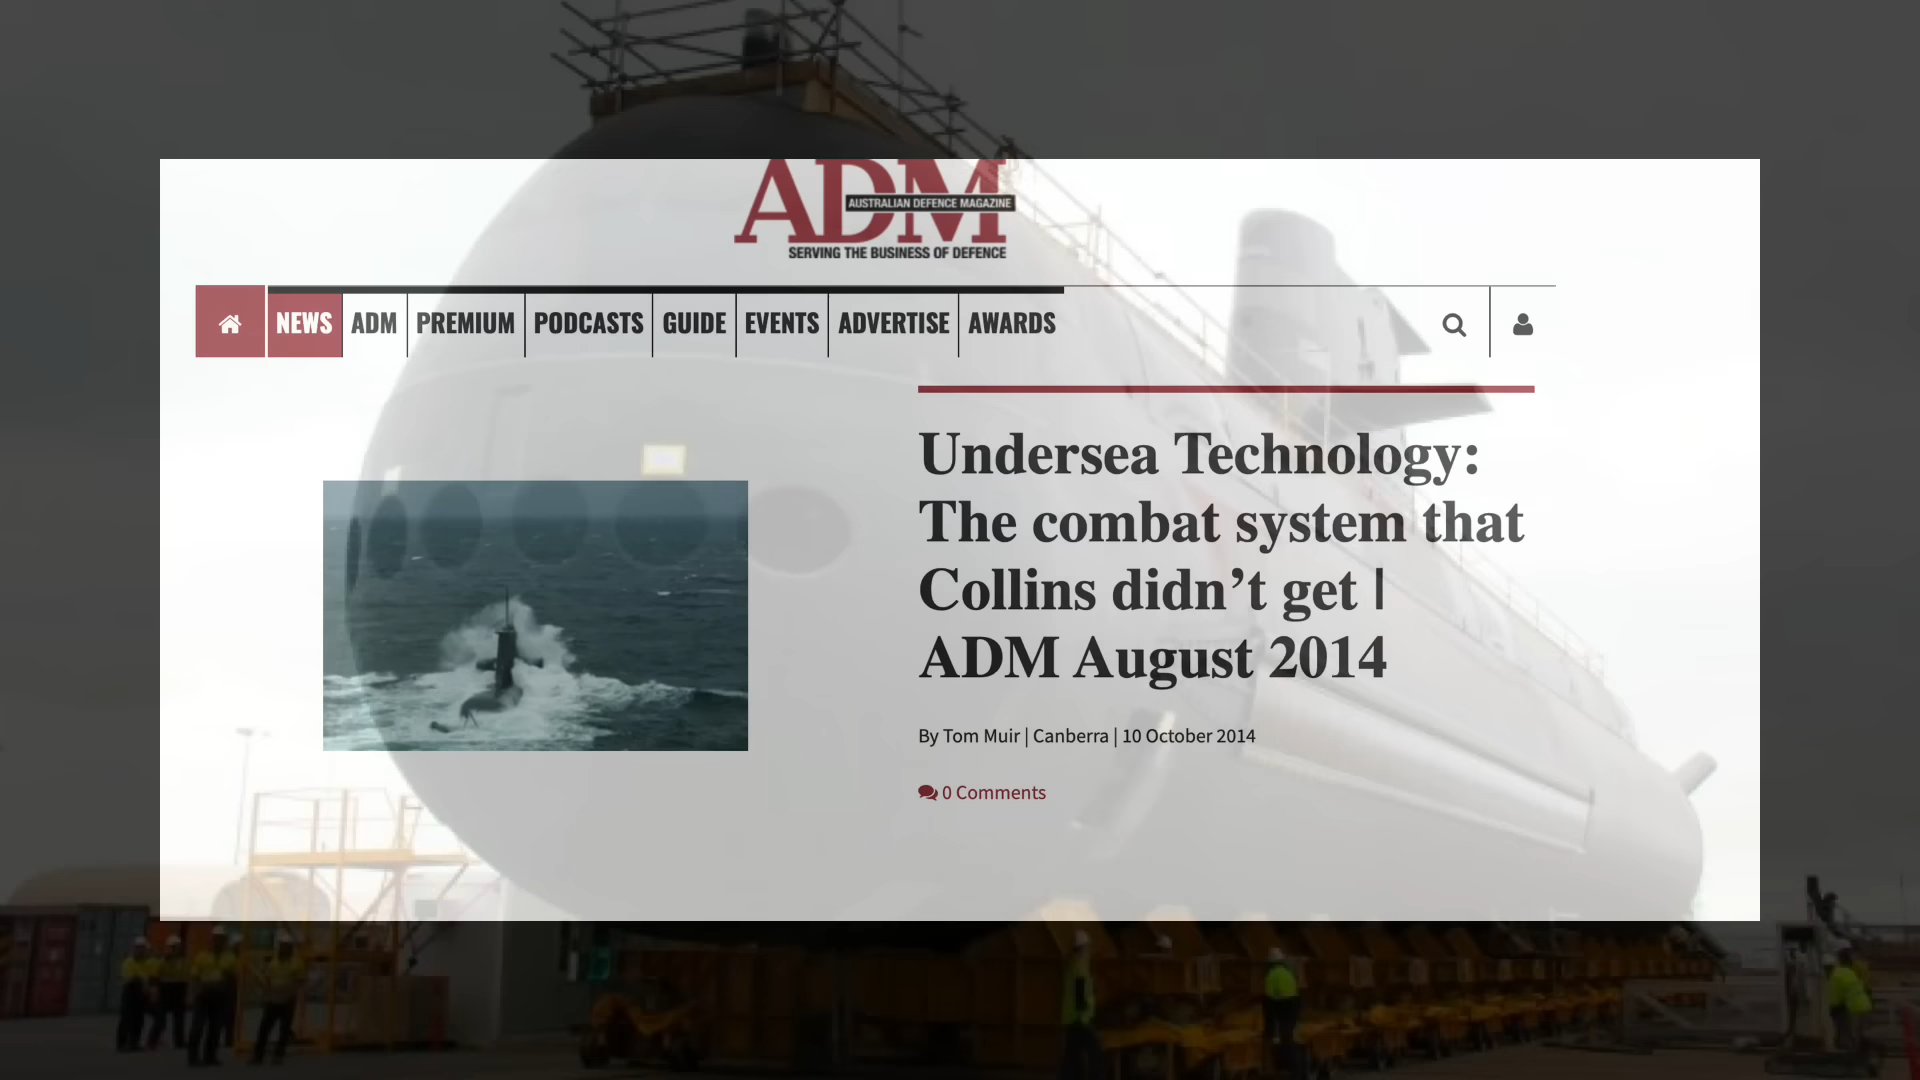 ADM
AUSTRALIAN DEFENCE MAGAZINE
SERVING THE BUSINESS OF DEFENCE
NEWS ADM PREMIUM PODCASTS GUIDE EVENTS ADVERTISE AWARDS
Undersea Technology:
The combat system that
Collins didn’t get |
ADM August 2014
By Tom Muir | Canberra | 10 October 2014
0 Comments